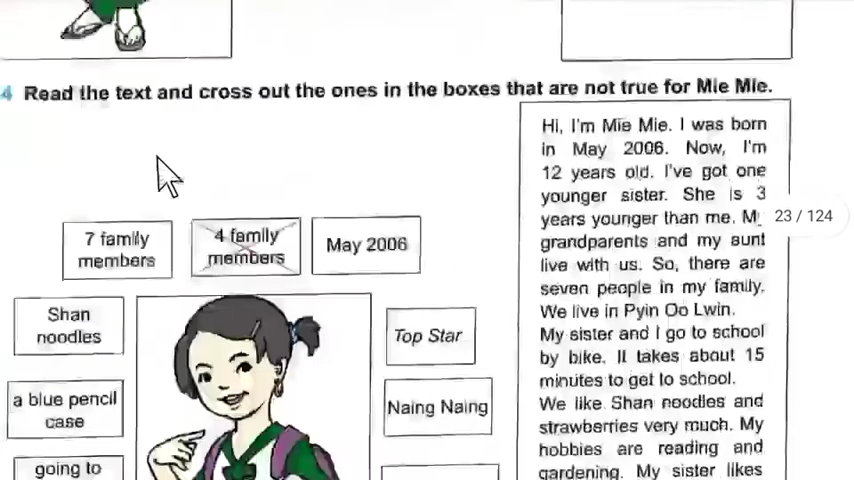 4 Read the text and cross out the ones in the boxes that are not true for Mie Mie.
7 family
members
4 family
members
May 2006
Shan
noodles
Top Star
a blue pencil
case
Naing Naing
going to
Hi, I'm Mie Mie. I was born
in May 2006. Now, I'm
12 years old. I've got one
younger sister. She is 3
years younger than me. My
grandparents and my aunt
live with us. So, there are
seven people in my family.
We live in Pyin Oo Lwin.
My sister and I go to school
by bike. It takes about 15
minutes to get to school.
We like Shan noodles and
strawberries very much. My
hobbies are reading and
gardening. My sister likes
23 / 124